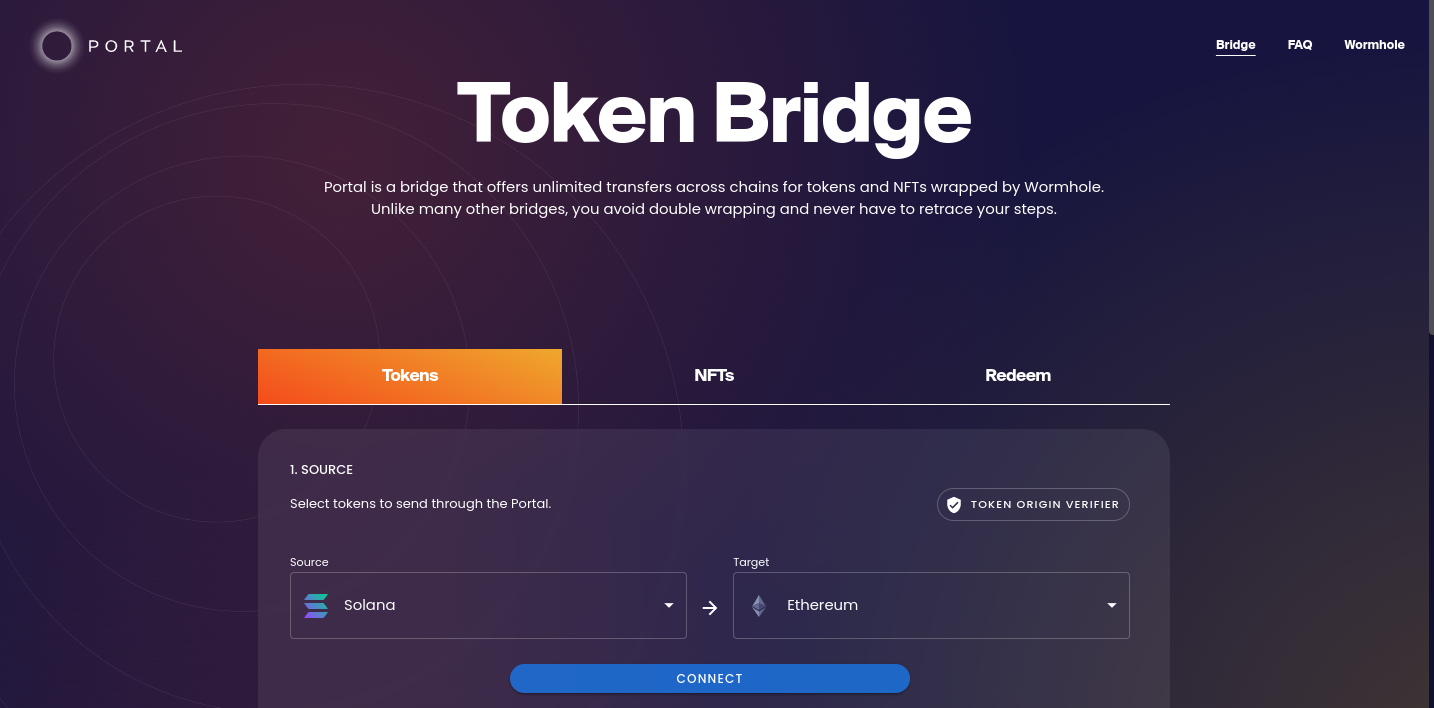 PORTAL
Bridge FAQ Wormhole
Token Bridge
Portal is a bridge that offers unlimited transfers across chains for tokens and NFTs wrapped by Wormhole.
Unlike many other bridges, you avoid double wrapping and never have to retrace your steps.
Tokens NFTs Redeem
1. SOURCE
Select tokens to send through the Portal.
TOKEN ORIGIN VERIFIER
Source Target
Solana Ethereum
CONNECT